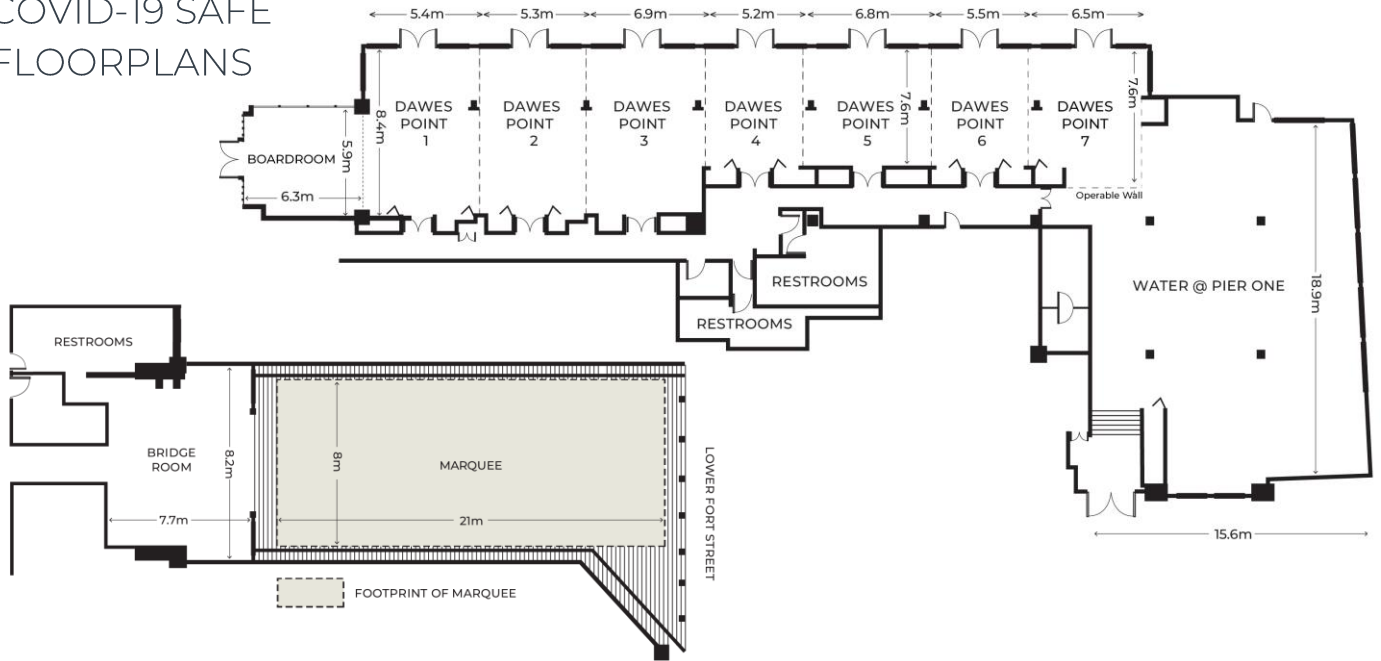 COVID-19 SAFE
FLOORPLANS
5.4m
5.3m
6.9m
5.2m
6.8m
5.5m
6.5m
DAWES
POINT
1
DAWES
POINT
2
DAWES
POINT
3
DAWES
POINT
4
DAWES
POINT
5
DAWES
POINT
6
DAWES
POINT
7
8.4m
7.6m
7.6m
BOARDROOM
5.9m
6.3m
Operable Wall
RESTROOMS
RESTROOMS
WATER @ PIER ONE
18.9m
15.6m
RESTROOMS
BRIDGE
ROOM
8.2m
7.7m
8m
MARQUEE
21m
LOWER FORT STREET
FOOTPRINT OF MARQUEE